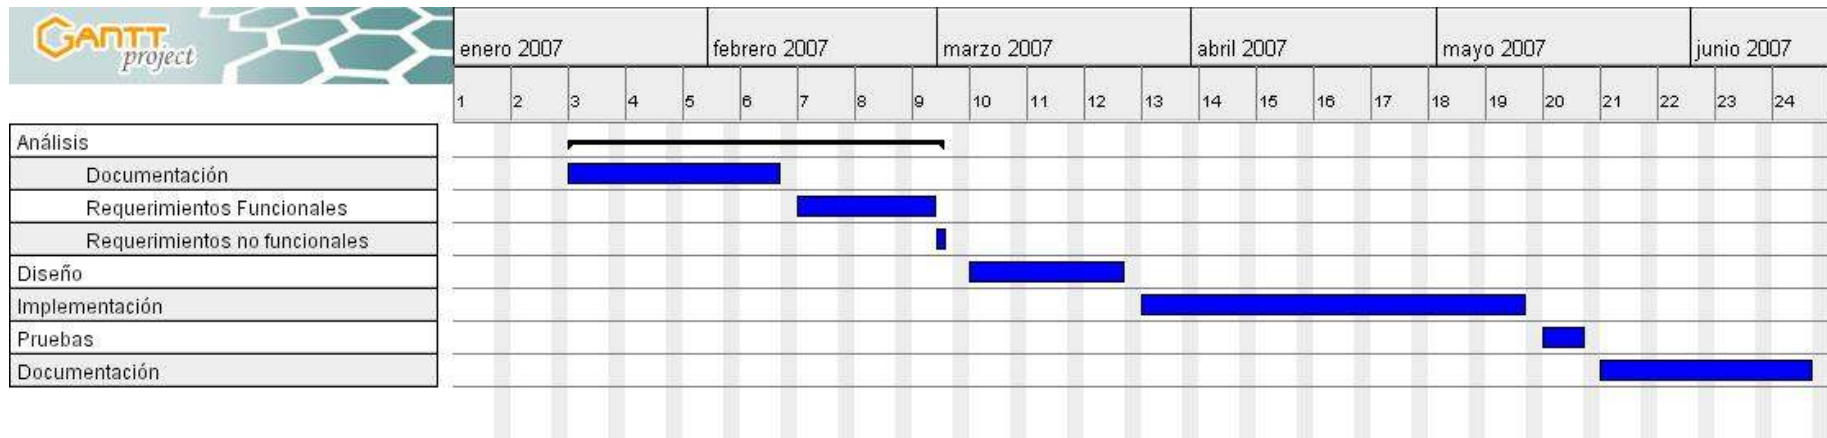 GANTT
project
enero 2007 febrero 2007 marzo 2007 abril 2007 mayo 2007 junio 2007
1 2 3 4 5 6 7 8 9 10 11 12 13 14 15 16 17 18 19 20 21 22 23 24
Análisis
Documentación
Requerimientos Funcionales
Requerimientos no funcionales
Diseño
Implementación
Pruebas
Documentación